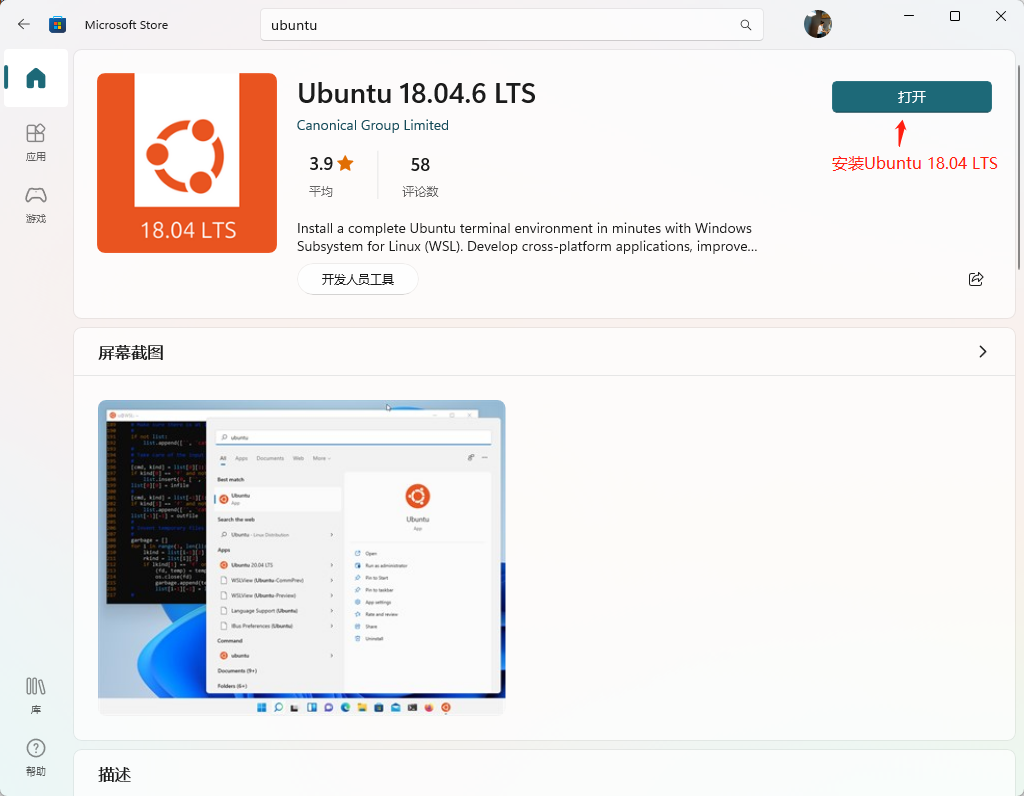 Microsoft Store
ubuntu
应用
游戏
库
帮助
18.04 LTS
Ubuntu 18.04.6 LTS
Canonical Group Limited
3.9
58
平均
评论数
Install a complete Ubuntu terminal environment in minutes with Windows
Subsystem for Linux (WSL). Develop cross-platform applications, improve...
开发人员工具
打开
安装Ubuntu 18.04 LTS
屏幕截图
ubuntu
All Apps Documents Web More
Best match
Ubuntu
App
Search the web
Ubuntu - Linux Distribution
Apps
Ubuntu 20.04 LTS
WSLView (Ubuntu-CommPrev)
WSLView (Ubuntu-Preview)
Language Support (Ubuntu)
IBus Preferences (Ubuntu)
Command
ubuntu
Documents (9+)
Folders (6+)
Ubuntu
App
Open
Run as administrator
Pin to Start
Pin to taskbar
App settings
Rate and review
Share
Uninstall
描述